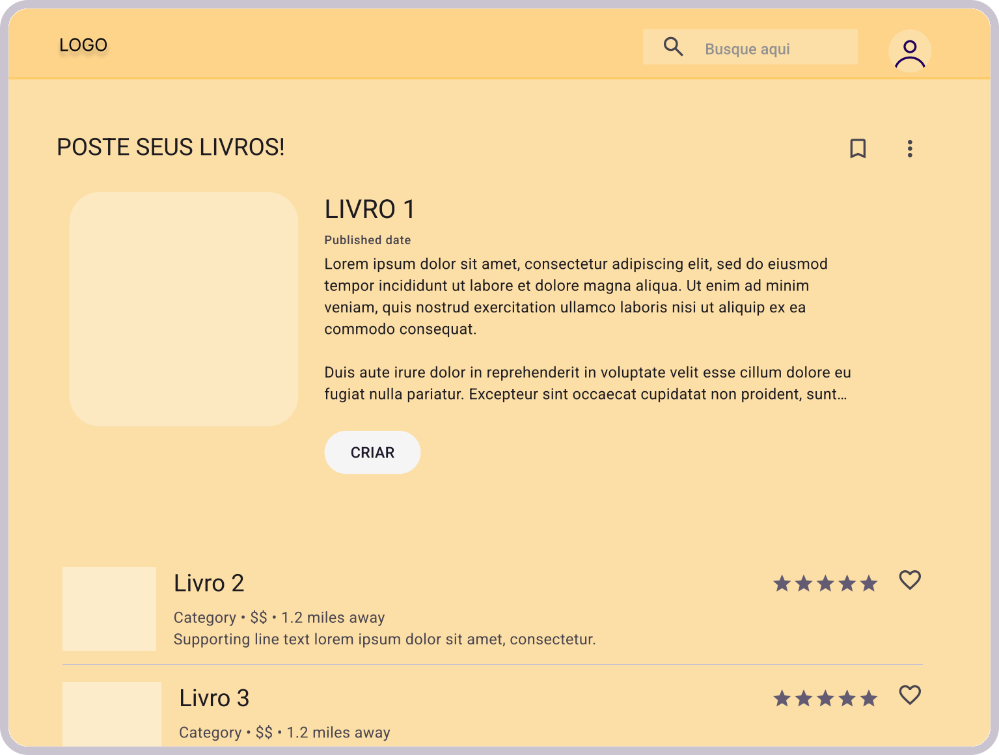 LOGO
Busque aqui
POSTE SEUS LIVROS!
LIVRO 1
Published date
Lorem ipsum dolor sit amet, consectetur adipiscing elit, sed do eiusmod
tempor incididunt ut labore et dolore magna aliqua. Ut enim ad minim
veniam, quis nostrud exercitation ullamco laboris nisi ut aliquip ex ea
commodo consequat.
Duis aute irure dolor in reprehenderit in voluptate velit esse cillum dolore eu
fugiat nulla pariatur. Excepteur sint occaecat cupidatat non proident, sunt…
CRIAR
Livro 2
Category • $$ • 1.2 miles away
Supporting line text lorem ipsum dolor sit amet, consectetur.
Livro 3
Category • $$ • 1.2 miles away